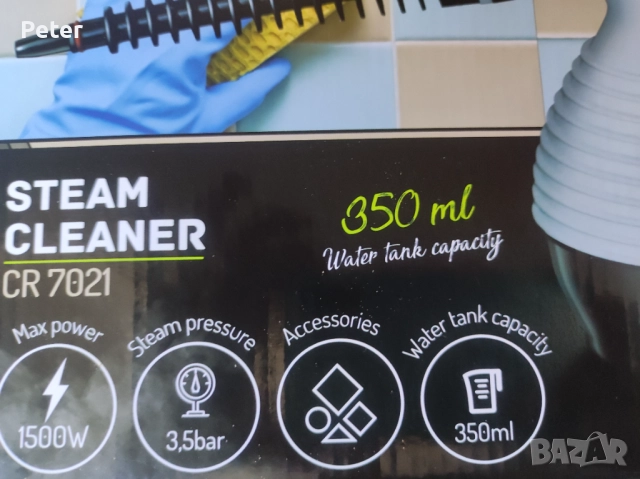 Peter
STEAM
CLEANER
CR 7021
350 ml
Water tank capacity
Max power
1500W
Steam pressure
3,5bar
Accessories
Water tank capacity
350ml
BAZAR